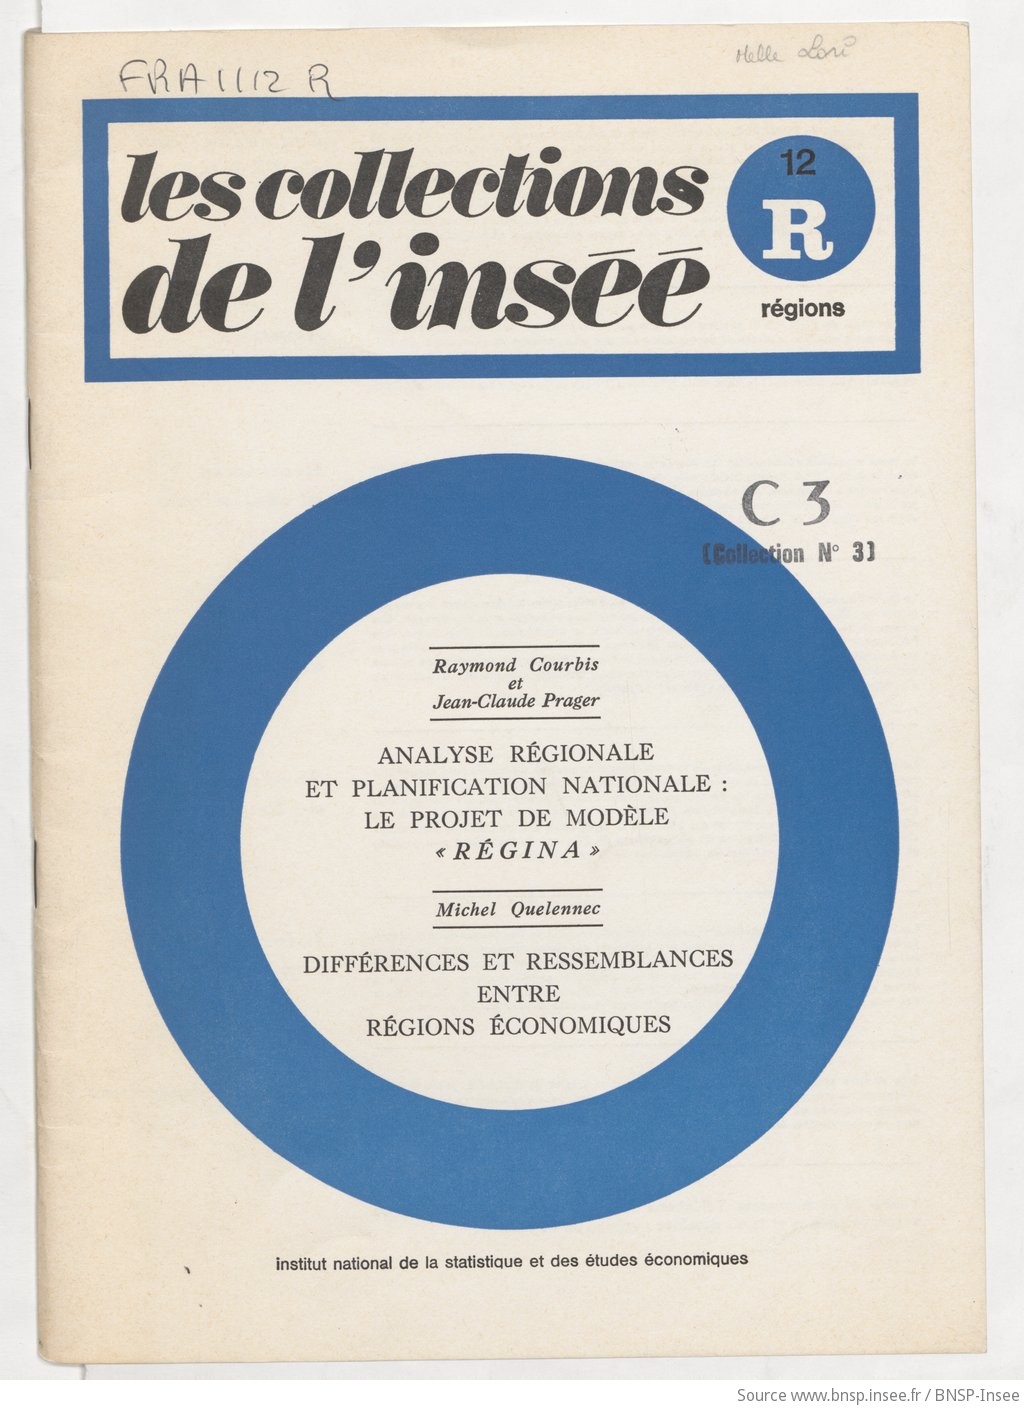 FRA1112 R
Melle
les collections
de l'inséé
12
R
régions
C 3
(Collection N° 3)
Raymond Courbis
et
Jean-Claude Prager
ANALYSE RÉGIONALE
ET PLANIFICATION NATIONALE :
LE PROJET DE MODÈLE
« RÉGINA »
Michel Quelennec
DIFFÉRENCES ET RESSEMBLANCES
ENTRE
RÉGIONS ÉCONOMIQUES
institut national de la statistique et des études économiques
Source www.bnsp.insee.fr / BNSP-Insee